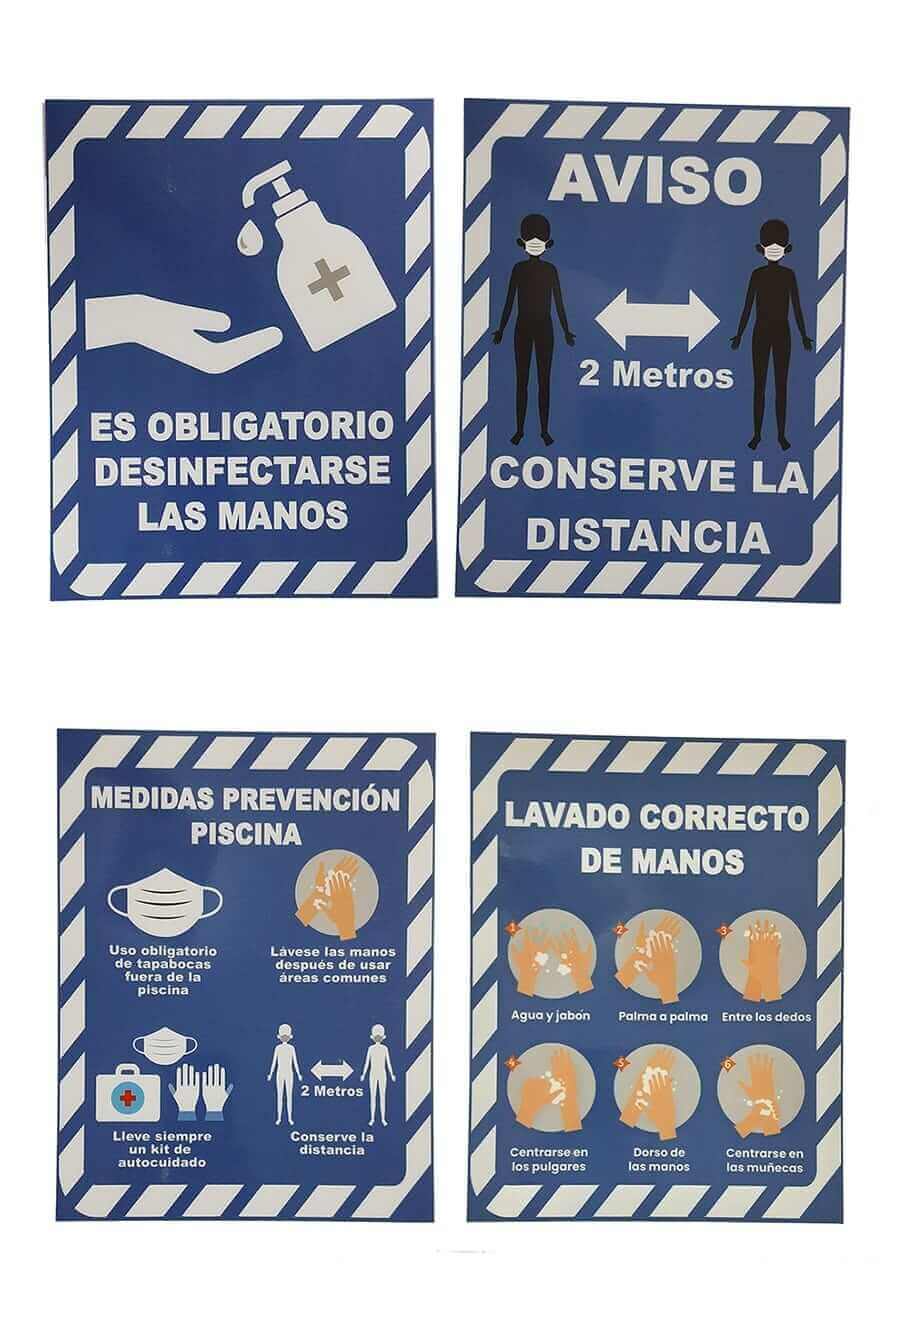 ES OBLIGATORIO
DESINFECTARSE
LAS MANOS
AVISO
2 Metros
CONSERVE LA
DISTANCIA
MEDIDAS PREVENCIÓN
PISCINA
Uso obligatorio
de tapabocas
fuera de la
piscina
Lávese las manos
después de usar
áreas comunes
Lleve siempre
un kit de
autocuidado
2 Metros
Conserve la
distancia
LAVADO CORRECTO
DE MANOS
1
Agua y jabón
2
Palma a palma
3
Entre los dedos
4
Centrarse en
los pulgares
5
Dorso de
las manos
6
Centrarse en
las muñecas